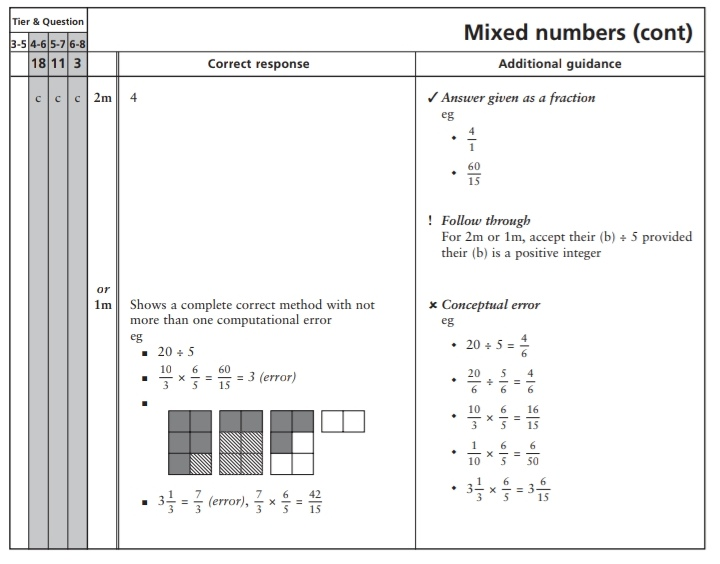 Tier & Question
Mixed numbers (cont)
3-5 4-6 5-7 6-8
18 11 3
Correct response
Additional guidance
c c c 2m 4
✓ Answer given as a fraction
eg
◆ 4/1
◆ 60/15
! Follow through
For 2m or 1m, accept their (b) ÷ 5 provided
their (b) is a positive integer
or
1m Shows a complete correct method with not
more than one computational error
eg
■ 20 ÷ 5
■ 10/3 × 6/5 = 60/15 = 3 (error)
■
■ 3 1/3 = 7/3 (error), 7/3 × 6/5 = 42/15
✗ Conceptual error
eg
◆ 20 ÷ 5 = 4/6
◆ 20/6 ÷ 5/6 = 4/6
◆ 10/3 × 6/5 = 16/15
◆ 1/10 × 6/5 = 6/50
◆ 3 1/3 × 6/5 = 3 6/15